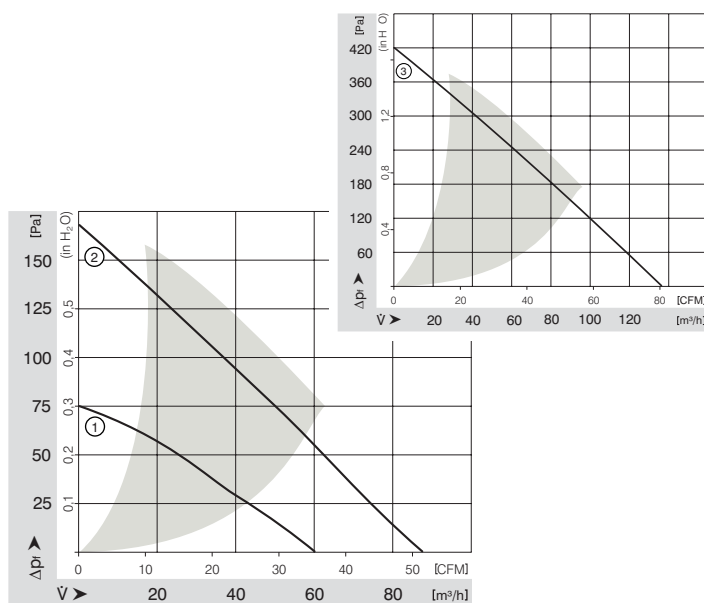 [Pa]
(in H O)
420
360
300
240
180
120
60
1,2
0,8
0,4
③
Δpf ➤
0 20 40 60 80 [CFM]
V̇ ➤ 20 40 60 80 100 120 [m³/h]
[Pa]
(in H₂O)
150
125
100
75
50
25
0,5
0,4
0,3
0,2
0,1
②
①
Δpf ➤
0 10 20 30 40 50 [CFM]
V̇ ➤ 20 40 60 80 [m³/h]